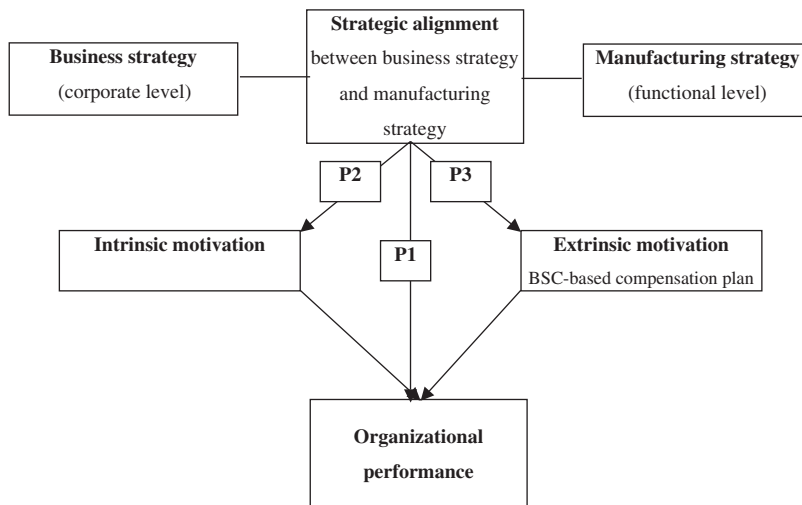 Strategic alignment
between business strategy
and manufacturing
strategy
Business strategy
(corporate level)
Manufacturing strategy
(functional level)
P2
P3
Intrinsic motivation
P1
Extrinsic motivation
BSC-based compensation plan
Organizational
performance